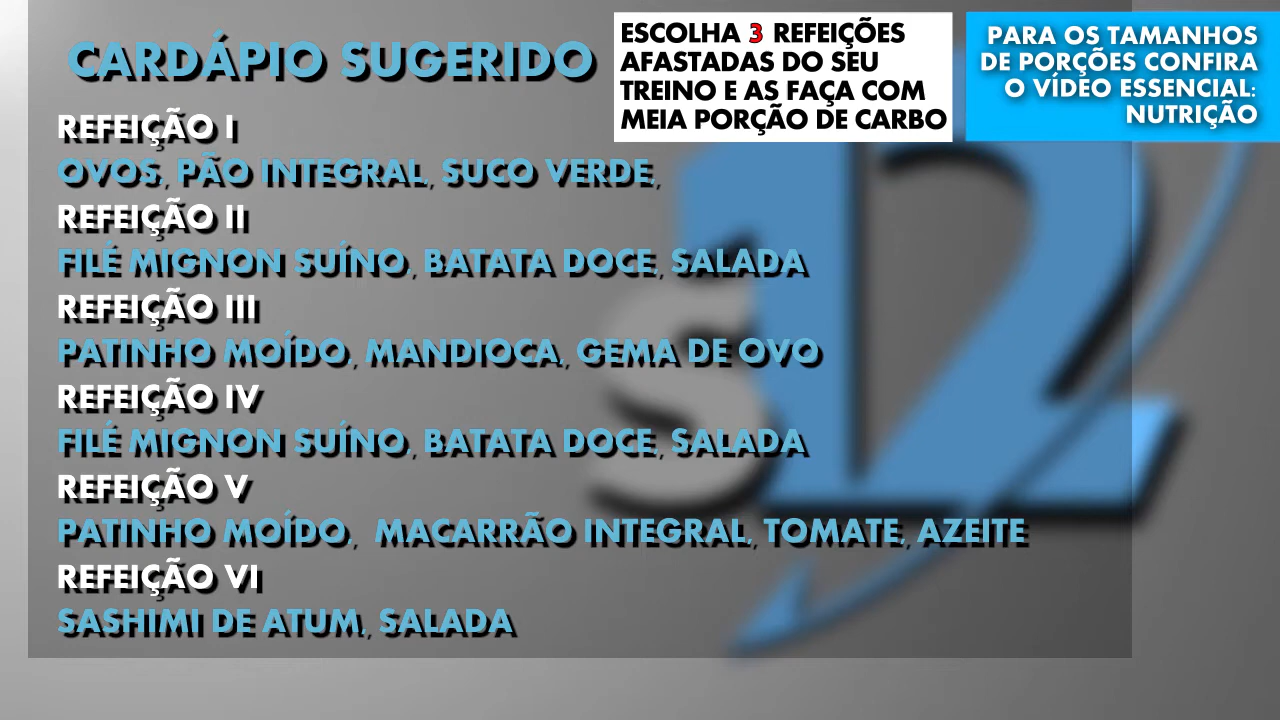 CARDÁPIO SUGERIDO
ESCOLHA 3 REFEIÇÕES
AFASTADAS DO SEU
TREINO E AS FAÇA COM
MEIA PORÇÃO DE CARBO
PARA OS TAMANHOS
DE PORÇÕES CONFIRA
O VÍDEO ESSENCIAL:
NUTRIÇÃO
REFEIÇÃO I
OVOS, PÃO INTEGRAL, SUCO VERDE,
REFEIÇÃO II
FILÉ MIGNON SUÍNO, BATATA DOCE, SALADA
REFEIÇÃO III
PATINHO MOÍDO, MANDIOCA, GEMA DE OVO
REFEIÇÃO IV
FILÉ MIGNON SUÍNO, BATATA DOCE, SALADA
REFEIÇÃO V
PATINHO MOÍDO,  MACARRÃO INTEGRAL, TOMATE, AZEITE
REFEIÇÃO VI
SASHIMI DE ATUM, SALADA
s12